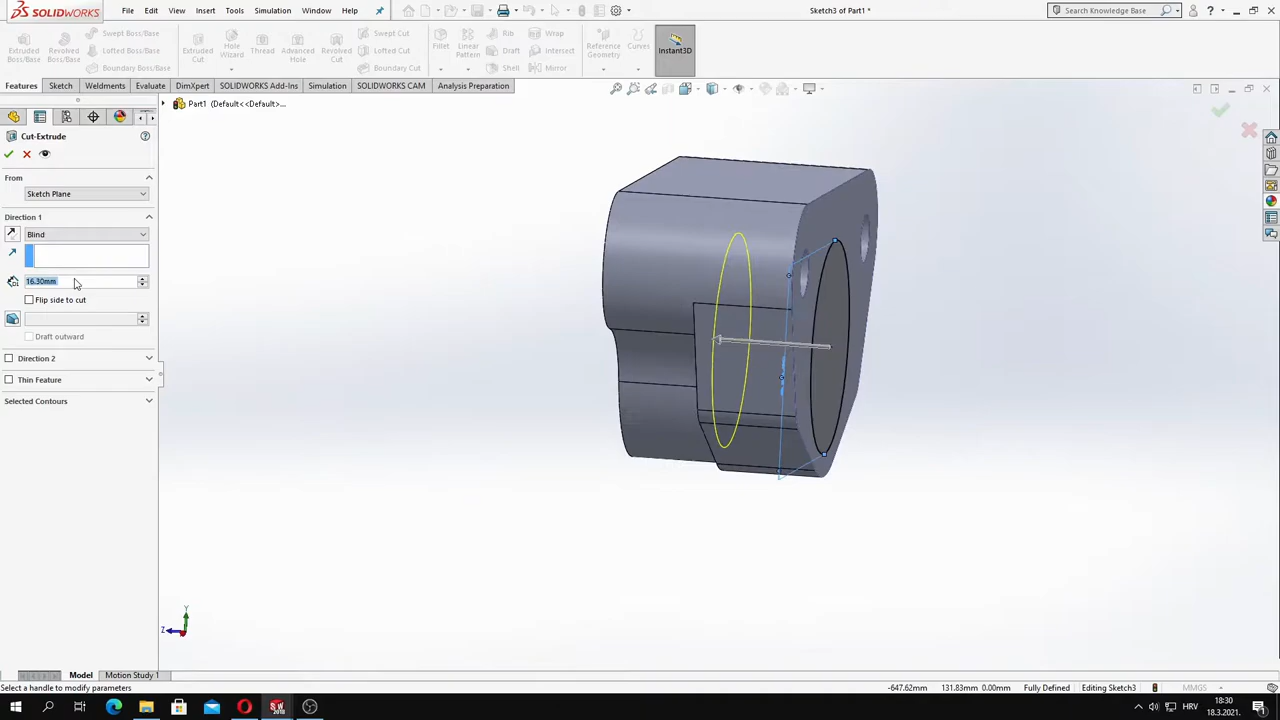 SOLIDWORKS
File
Edit
View
Insert
Tools
Simulation
Window
Help
Sketch3 of Part1 *
Search Knowledge Base
Extruded Boss/Base
Revolved Boss/Base
Swept Boss/Base
Lofted Boss/Base
Boundary Boss/Base
Extruded Cut
Hole Wizard
Thread
Advanced Hole
Revolved Cut
Swept Cut
Lofted Cut
Boundary Cut
Fillet
Linear Pattern
Rib
Draft
Shell
Wrap
Intersect
Mirror
Reference Geometry
Curves
Instant3D
Features
Sketch
Weldments
Evaluate
DimXpert
SOLIDWORKS Add-Ins
Simulation
SOLIDWORKS CAM
Analysis Preparation
Part1 (Default<<Default>...
Cut-Extrude
From
Sketch Plane
Direction 1
Blind
16.30mm
Flip side to cut
Draft outward
Direction 2
Thin Feature
Selected Contours
Y
Z
Model
Motion Study 1
Select a handle to modify parameters
-647.62mm
131.83mm 0.00mm
Fully Defined
Editing Sketch3
MMGS
HRV
18:30
18.3.2021.